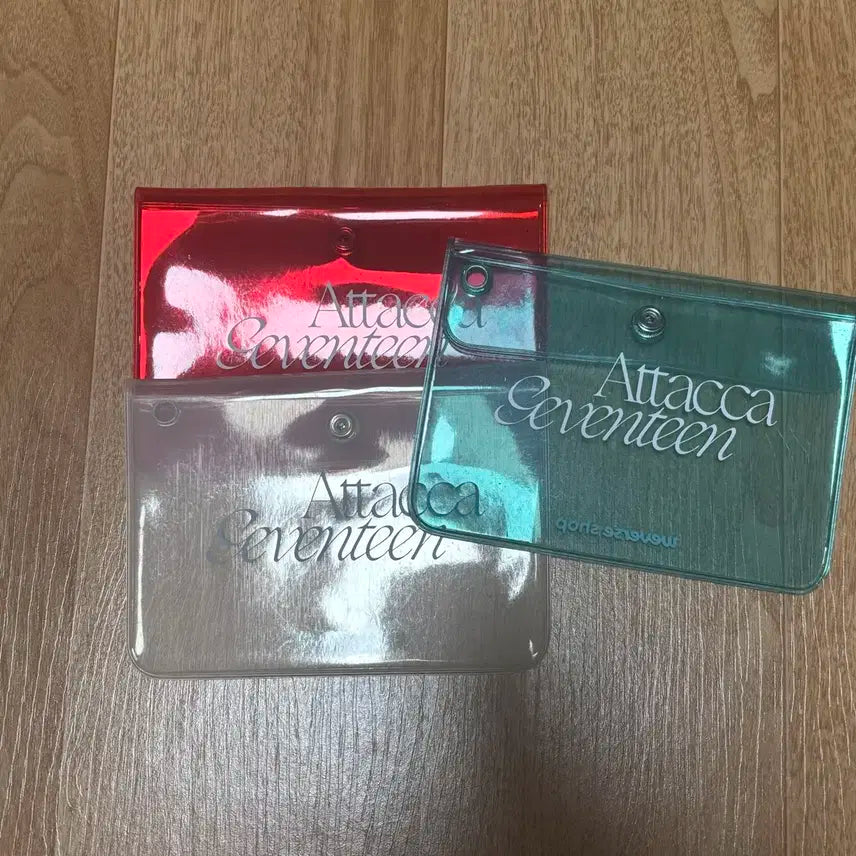 Attacca
Seventeen
Attacca
Seventeen
Attacca
Seventeen
weverse shop